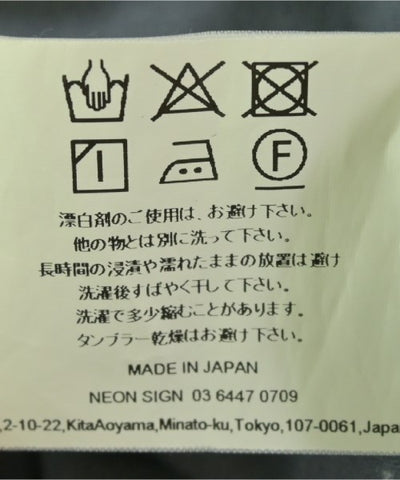 F
漂白剤のご使用は、お避け下さい。
他の物とは別に洗って下さい。
長時間の浸漬や濡れたままの放置は避け
洗濯後すばやく干して下さい。
洗濯で多少縮むことがあります。
タンブラー乾燥はお避け下さい。
MADE IN JAPAN
NEON SIGN 03 6447 0709
,2-10-22,KitaAoyama,Minato-ku,Tokyo,107-0061,Japa